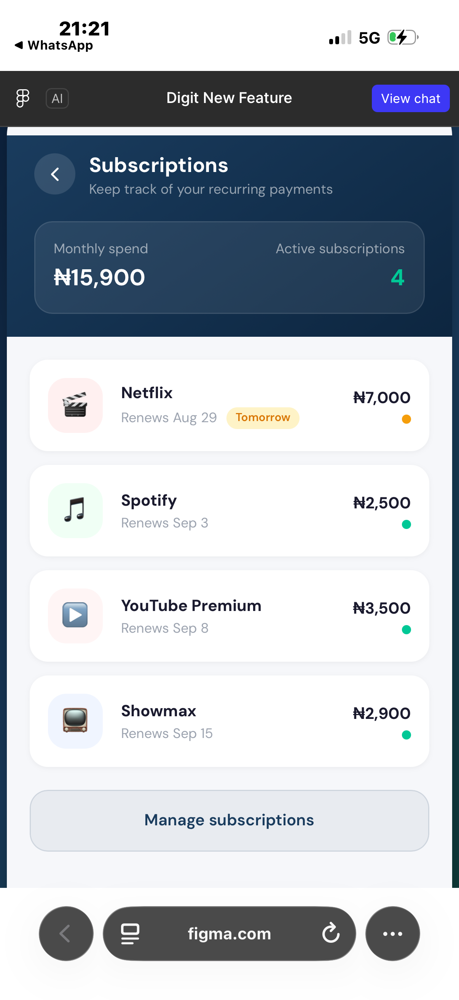 21:21
◀ WhatsApp
5G
AI
Digit New Feature
View chat
Subscriptions
Keep track of your recurring payments
Monthly spend
Active subscriptions
₦15,900
4
Netflix
₦7,000
Renews Aug 29
Tomorrow
Spotify
₦2,500
Renews Sep 3
YouTube Premium
₦3,500
Renews Sep 8
Showmax
₦2,900
Renews Sep 15
Manage subscriptions
figma.com